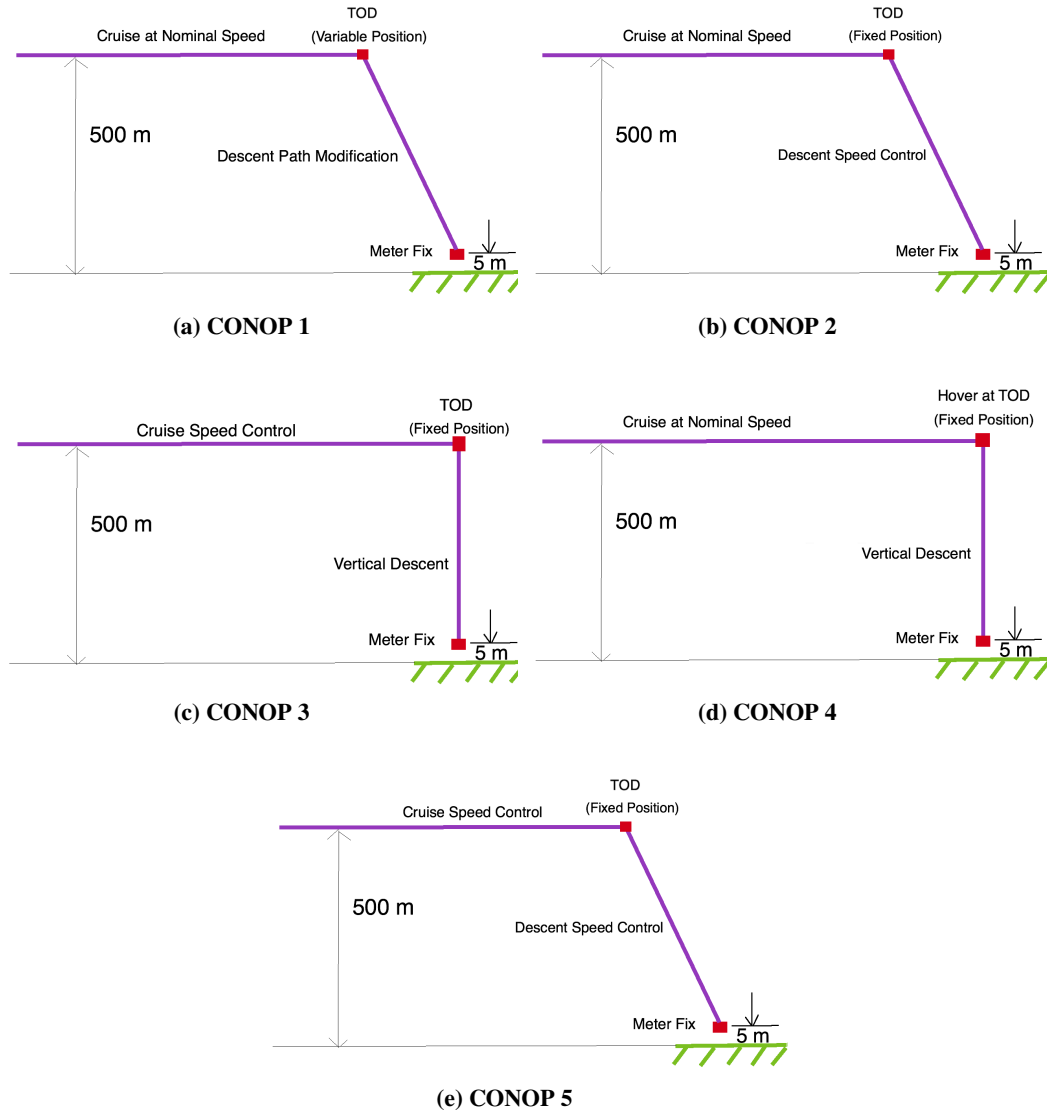 TOD
Cruise at Nominal Speed
(Variable Position)
500 m
Descent Path Modification
Meter Fix
5 m
(a) CONOP 1
TOD
Cruise at Nominal Speed
(Fixed Position)
500 m
Descent Speed Control
Meter Fix
5 m
(b) CONOP 2
TOD
Cruise Speed Control
(Fixed Position)
500 m
Vertical Descent
Meter Fix
5 m
(c) CONOP 3
Hover at TOD
Cruise at Nominal Speed
(Fixed Position)
500 m
Vertical Descent
Meter Fix
5 m
(d) CONOP 4
TOD
Cruise Speed Control
(Fixed Position)
500 m
Descent Speed Control
Meter Fix
5 m
(e) CONOP 5